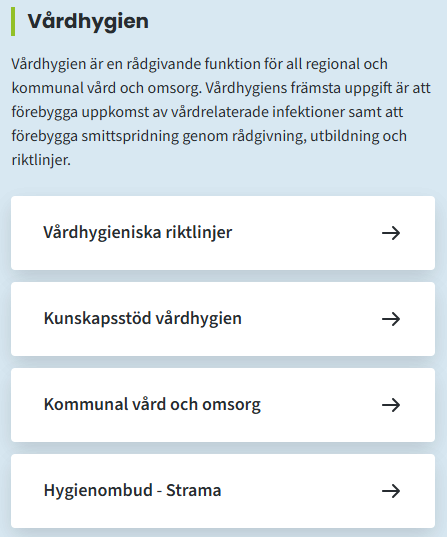 Vårdhygien
Vårdhygien är en rådgivande funktion för all regional och
kommunal vård och omsorg. Vårdhygiens främsta uppgift är att
förebygga uppkomst av vårdrelaterade infektioner samt att
förebygga smittspridning genom rådgivning, utbildning och
riktlinjer.
Vårdhygieniska riktlinjer
Kunskapsstöd vårdhygien
Kommunal vård och omsorg
Hygienombud - Strama